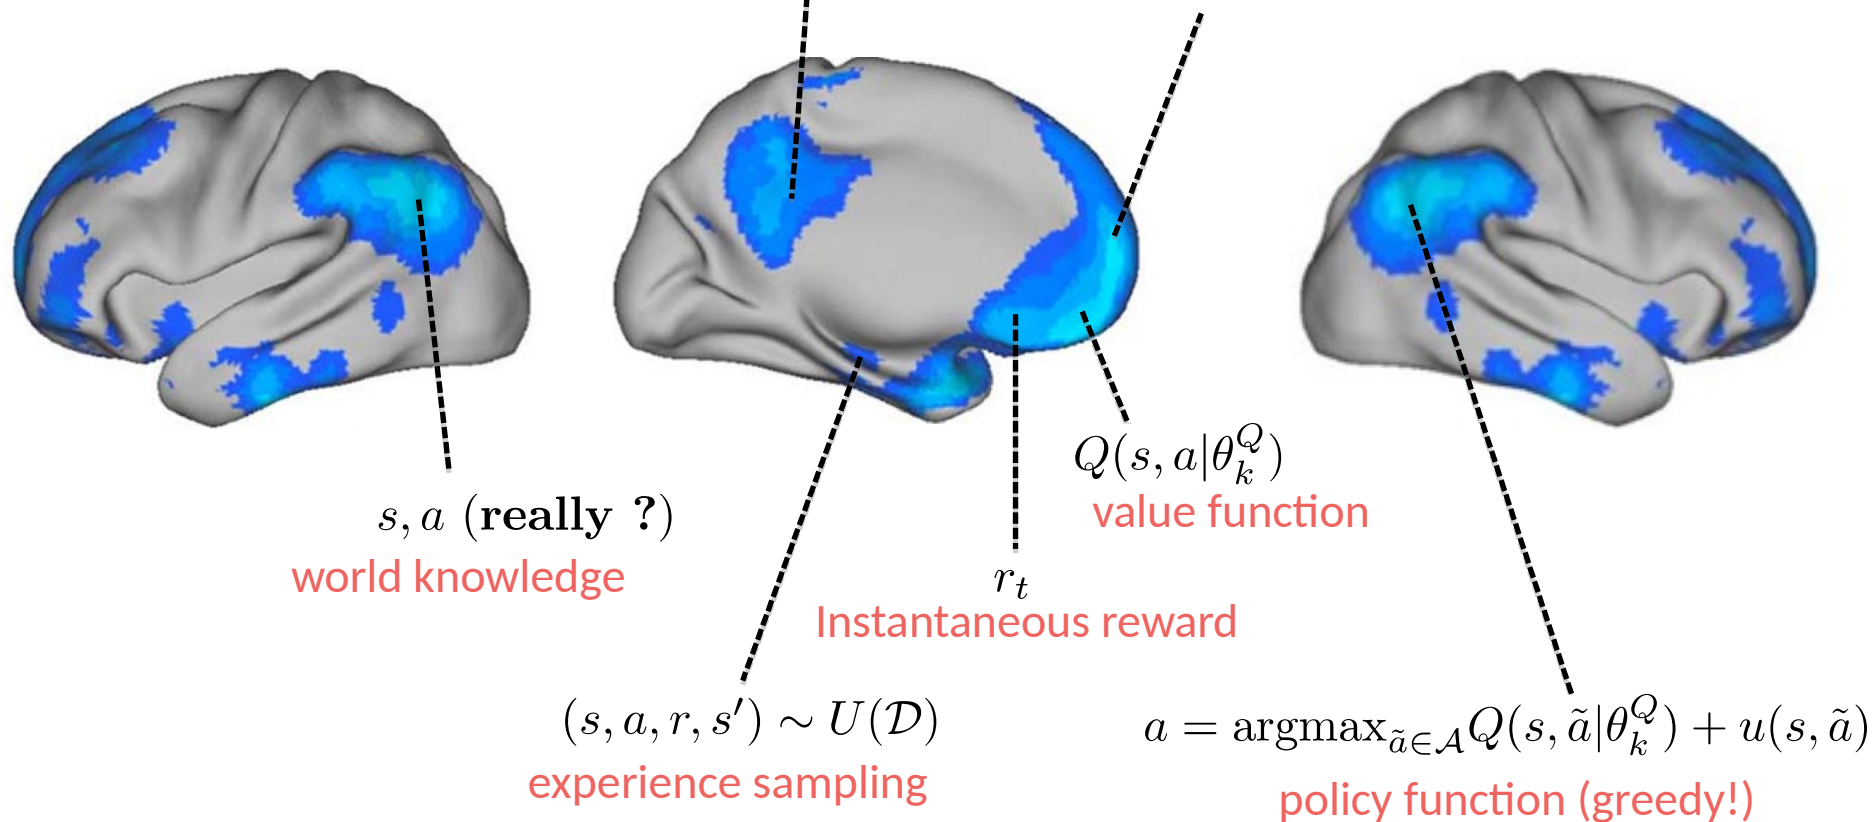 Q(s, a|θ_k^Q)
value function
s, a (really ?)
world knowledge
r_t
Instantaneous reward
(s, a, r, s′) ∼ U(𝒟)
experience sampling
a = argmax_{ã∈𝒜} Q(s, ã|θ_k^Q) + u(s, ã)
policy function (greedy!)